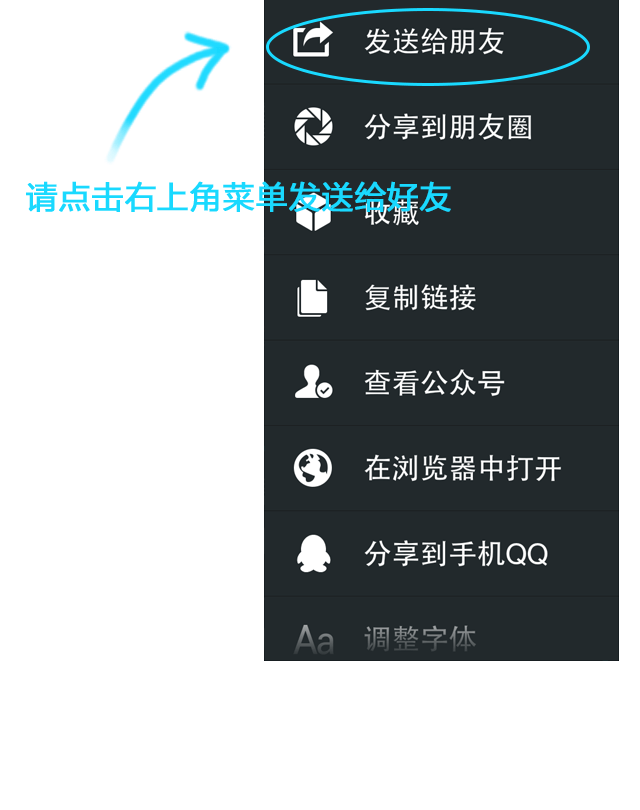 发送给朋友
分享到朋友圈
请点击右上角菜单发送给好友
收藏
复制链接
查看公众号
在浏览器中打开
分享到手机QQ
Aa 调整字体